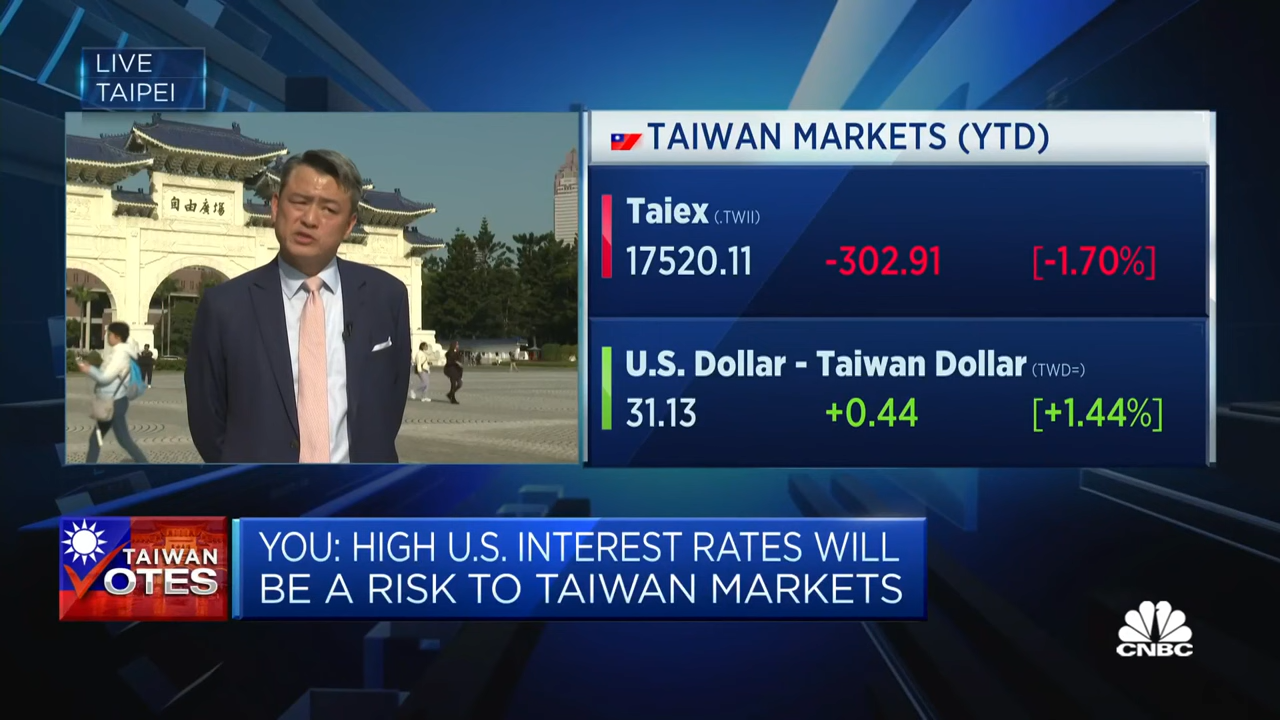 LIVE
TAIPEI
自由廣場
TAIWAN MARKETS (YTD)
Taiex (.TWII)
17520.11 -302.91 [-1.70%]
U.S. Dollar - Taiwan Dollar (TWD=)
31.13 +0.44 [+1.44%]
TAIWAN
VOTES
YOU: HIGH U.S. INTEREST RATES WILL
BE A RISK TO TAIWAN MARKETS
CNBC